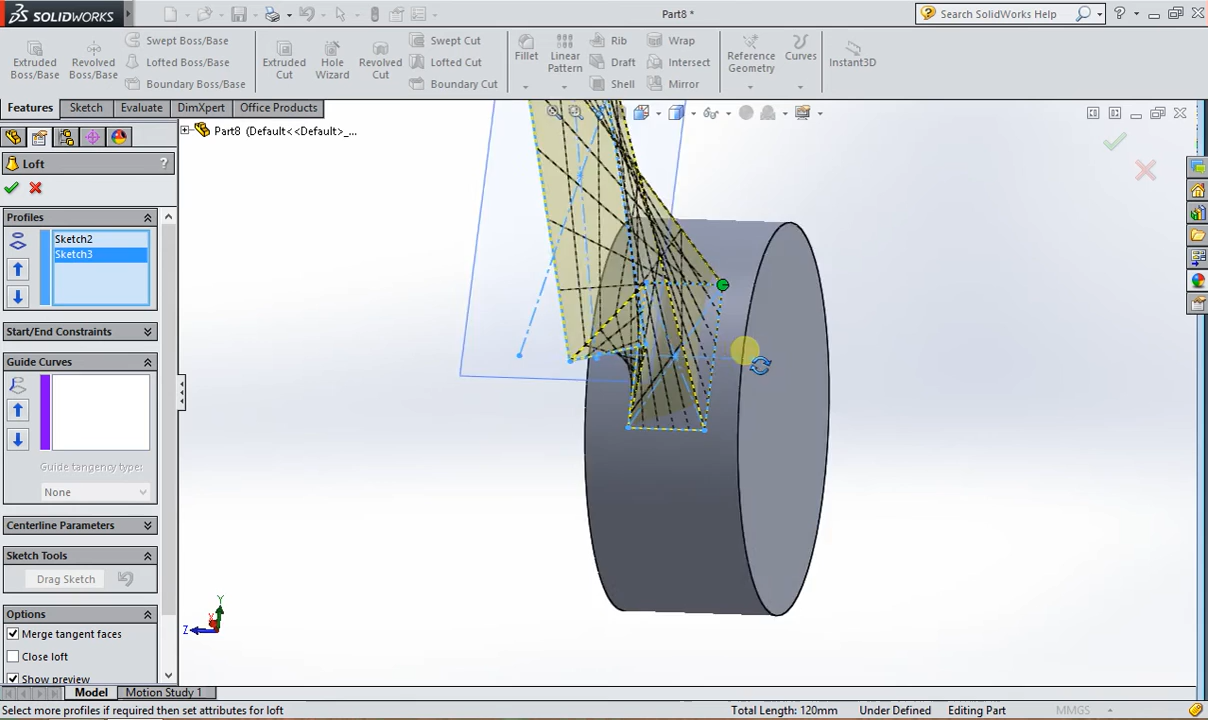 SOLIDWORKS
Part8 *
Search SolidWorks Help
Extruded Boss/Base
Revolved Boss/Base
Swept Boss/Base
Lofted Boss/Base
Boundary Boss/Base
Extruded Cut
Hole Wizard
Revolved Cut
Swept Cut
Lofted Cut
Boundary Cut
Fillet
Linear Pattern
Rib
Draft
Shell
Wrap
Intersect
Mirror
Reference Geometry
Curves
Instant3D
Features
Sketch
Evaluate
DimXpert
Office Products
Part8 (Default<<Default>_...
Loft
?
Profiles
Sketch2
Sketch3
Start/End Constraints
Guide Curves
Guide tangency type:
None
Centerline Parameters
Sketch Tools
Drag Sketch
Options
Merge tangent faces
Close loft
Show preview
Y
X
Z
Model
Motion Study 1
Select more profiles if required then set attributes for loft
Total Length: 120mm
Under Defined
Editing Part
MMGS